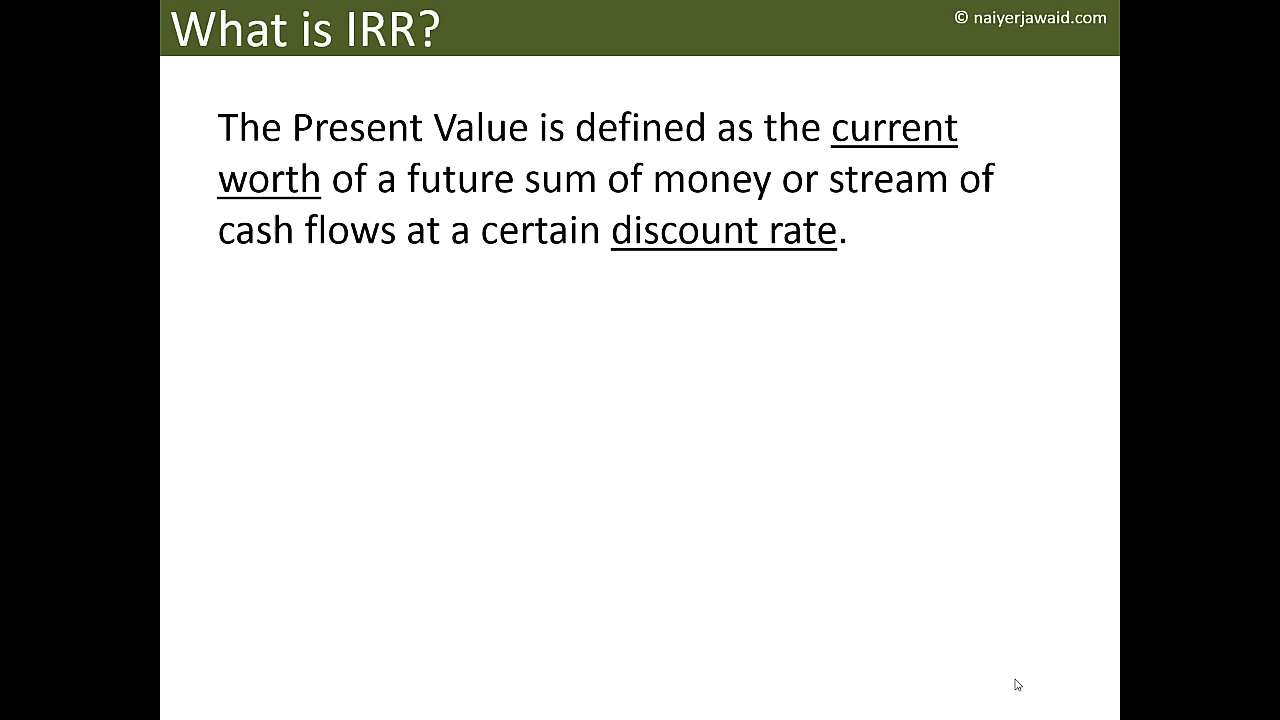 What is IRR?
© naiyerjawaid.com
The Present Value is defined as the current
worth of a future sum of money or stream of
cash flows at a certain discount rate.